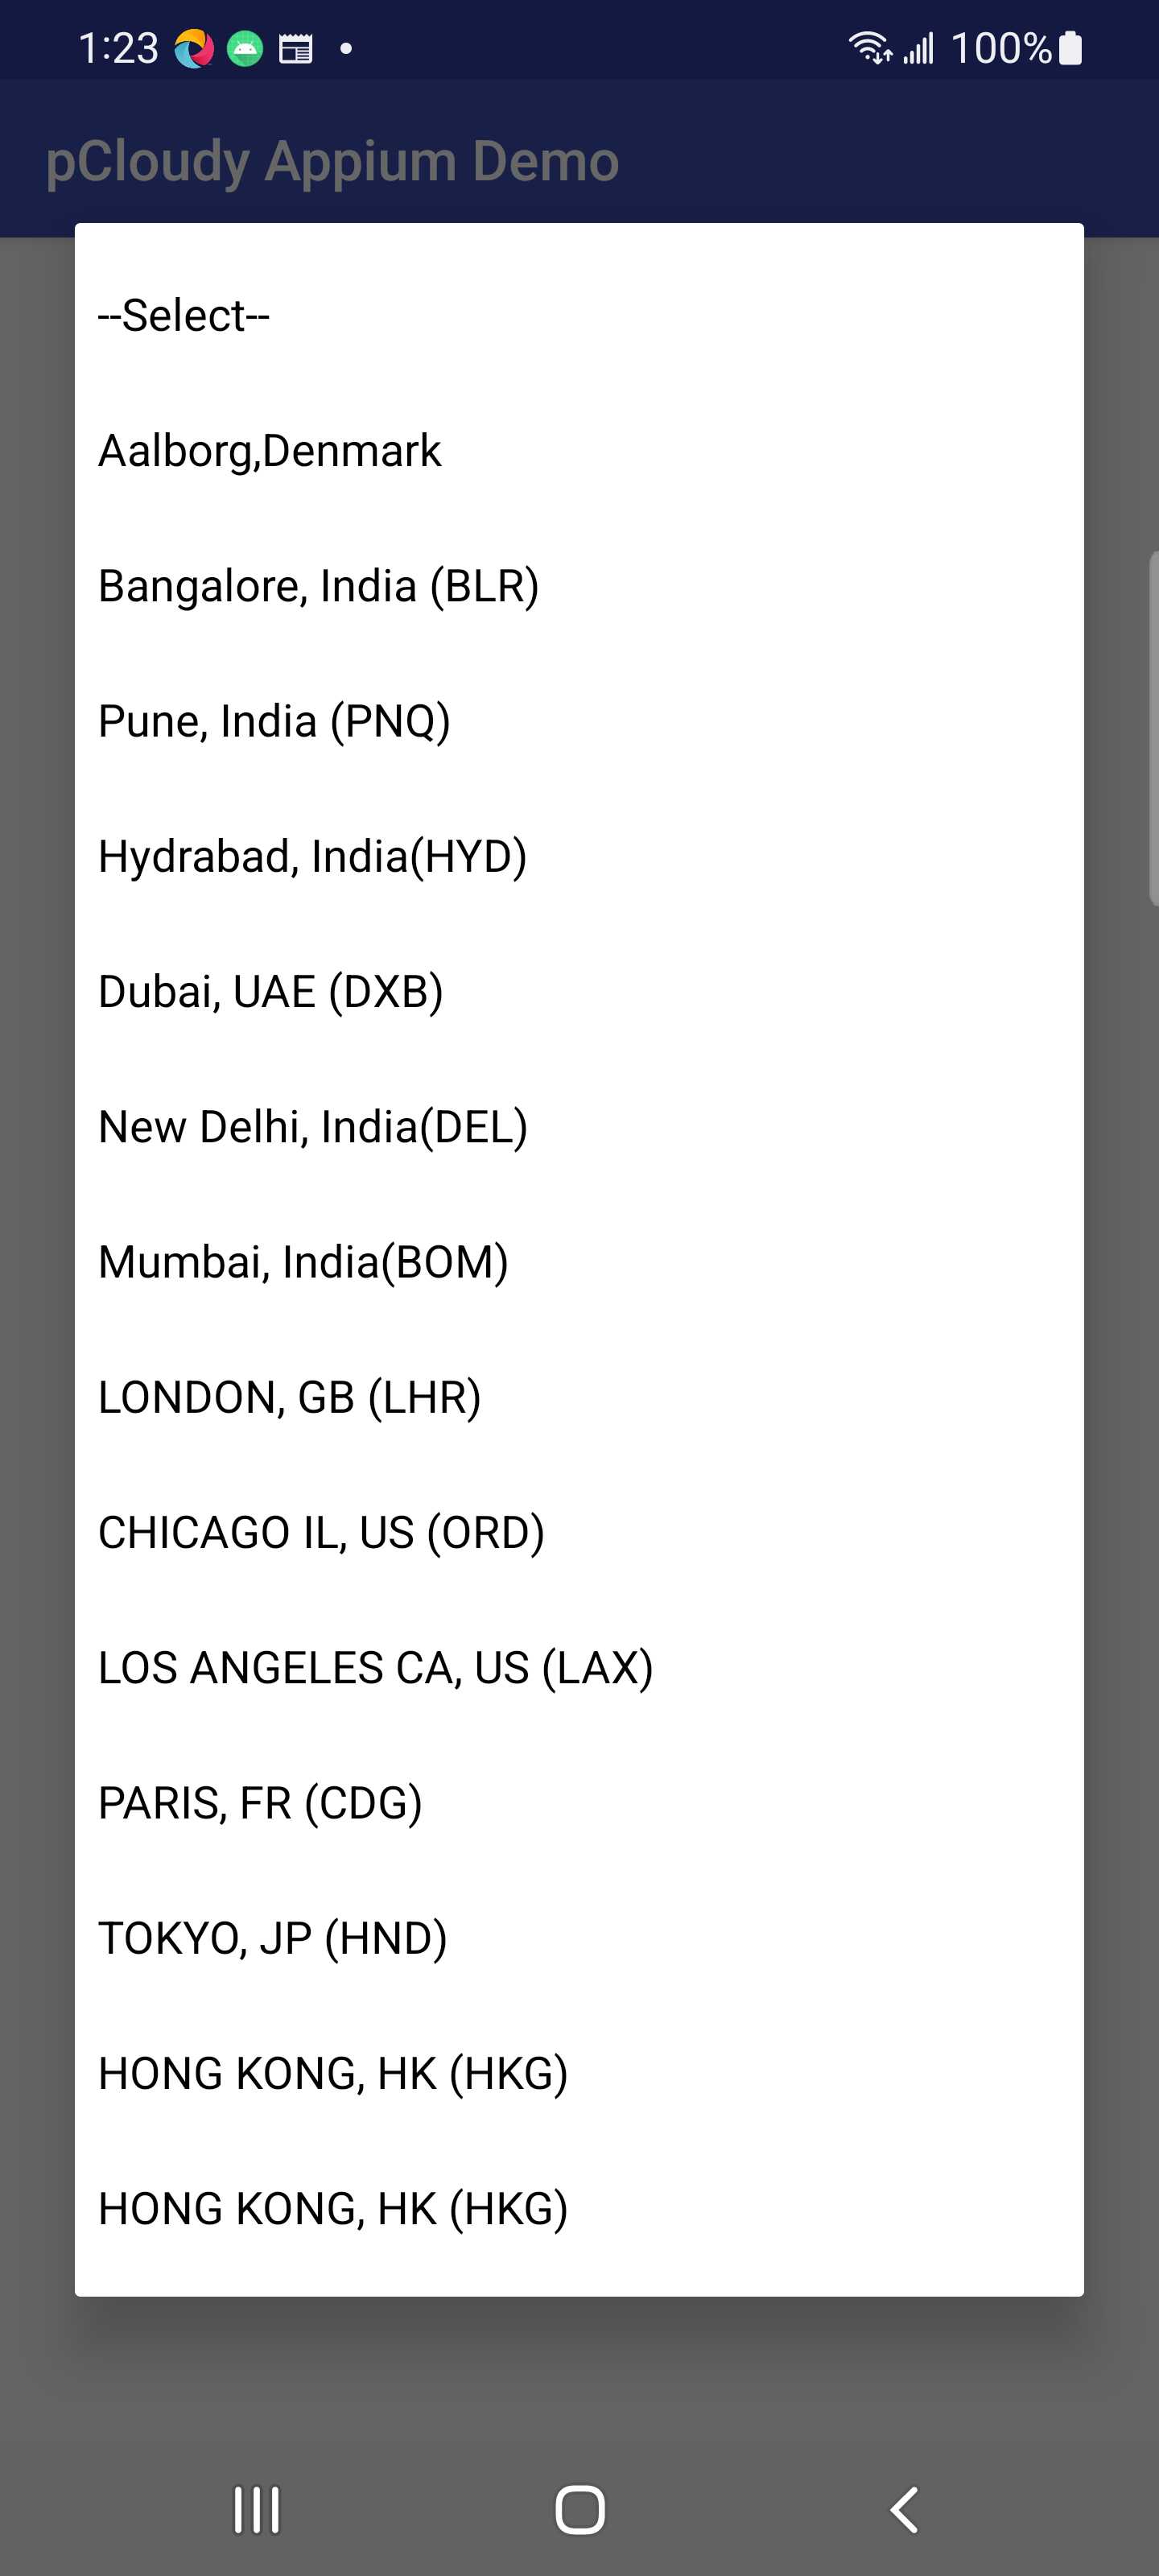 1:23
100%
pCloudy Appium Demo
--Select--
Aalborg,Denmark
Bangalore, India (BLR)
Pune, India (PNQ)
Hydrabad, India(HYD)
Dubai, UAE (DXB)
New Delhi, India(DEL)
Mumbai, India(BOM)
LONDON, GB (LHR)
CHICAGO IL, US (ORD)
LOS ANGELES CA, US (LAX)
PARIS, FR (CDG)
TOKYO, JP (HND)
HONG KONG, HK (HKG)
HONG KONG, HK (HKG)